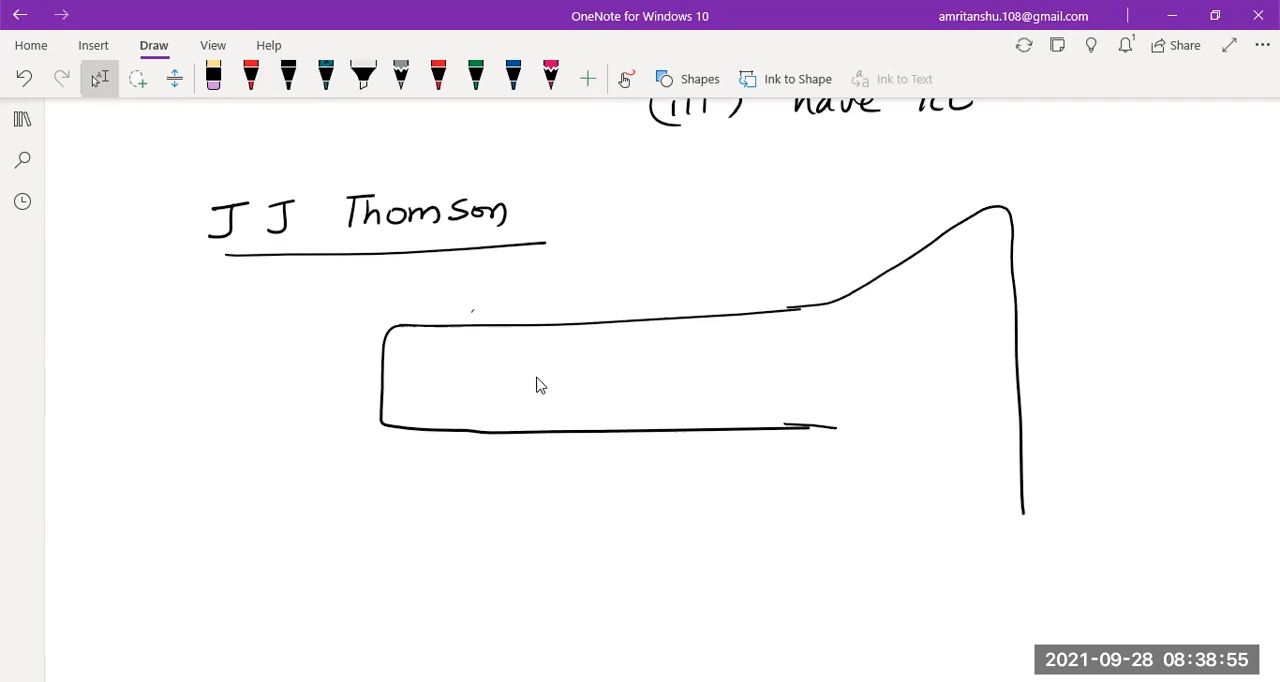 OneNote for Windows 10
amritanshu.108@gmail.com
Home Insert Draw View Help
1 Share
Shapes Ink to Shape Ink to Text
(iii) have
J J Thomson
2021-09-28 08:38:55